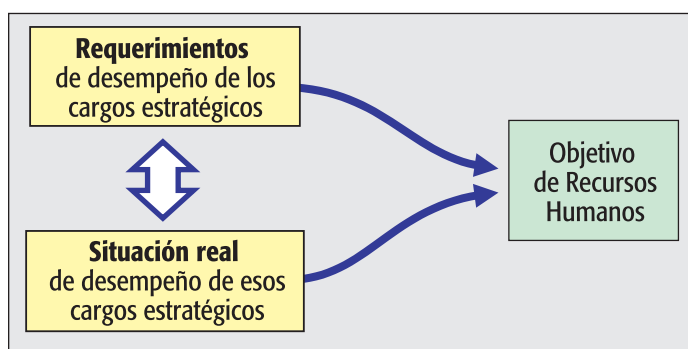 Requerimientos
de desempeño de los
cargos estratégicos
Objetivo
de Recursos
Humanos
Situación real
de desempeño de esos
cargos estratégicos